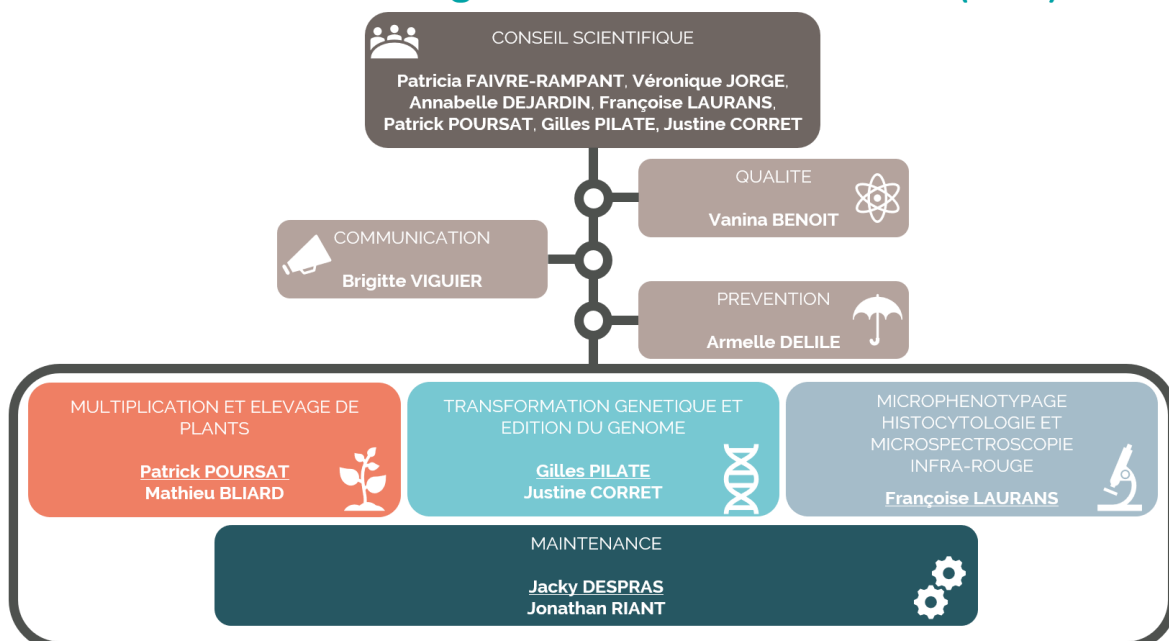 CONSEIL SCIENTIFIQUE
Patricia FAIVRE-RAMPANT, Véronique JORGE,
Annabelle DEJARDIN, Françoise LAURANS,
Patrick POURSAT, Gilles PILATE, Justine CORRET
QUALITE
Vanina BENOIT
COMMUNICATION
Brigitte VIGUIER
PREVENTION
Armelle DELILE
MULTIPLICATION ET ELEVAGE DE
PLANTS
Patrick POURSAT
Mathieu BLIARD
TRANSFORMATION GENETIQUE ET
EDITION DU GENOME
Gilles PILATE
Justine CORRET
MICROPHENOTYPAGE
HISTOCYTOLOGIE ET
MICROSPECTROSCOPIE
INFRA-ROUGE
Françoise LAURANS
MAINTENANCE
Jacky DESPRAS
Jonathan RIANT